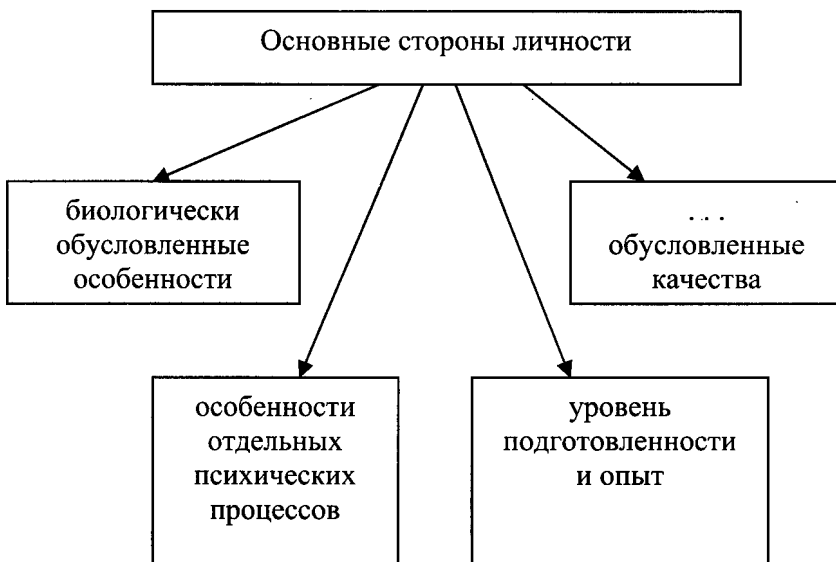 Основные стороны личности
биологически
обусловленные
особенности
. . .
обусловленные
качества
особенности
отдельных
психических
процессов
уровень
подготовленности
и опыт